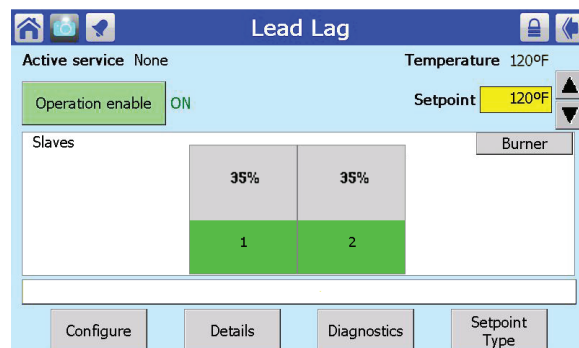 Lead Lag
Active service None
Temperature 120ºF
Operation enable ON
Setpoint 120ºF
Slaves
Burner
35% 35%
1 2
Configure
Details
Diagnostics
Setpoint
Type